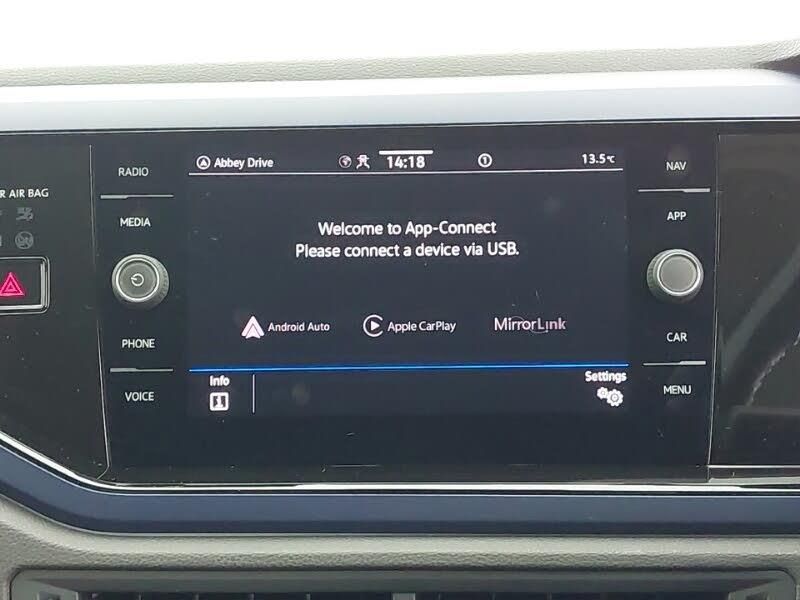 R AIR BAG
RADIO
MEDIA
PHONE
VOICE
Abbey Drive
14:18
1
13.5°C
Welcome to App-Connect
Please connect a device via USB.
Android Auto
Apple CarPlay
MirrorLink
Info
Settings
NAV
APP
CAR
MENU